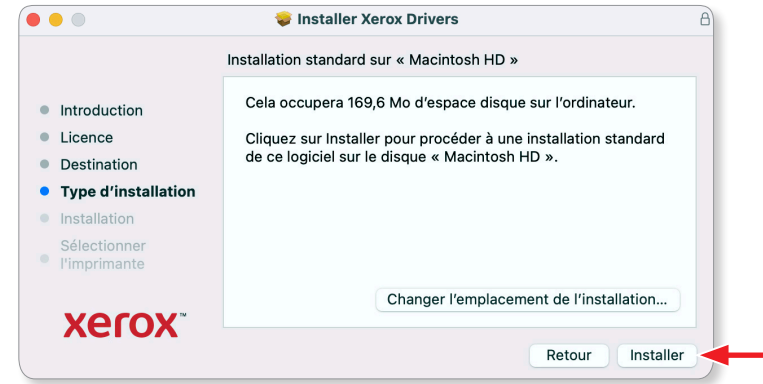 Installer Xerox Drivers
Installation standard sur « Macintosh HD »
Introduction
Licence
Destination
Type d'installation
Installation
Sélectionner
l'imprimante
Cela occupera 169,6 Mo d'espace disque sur l'ordinateur.
Cliquez sur Installer pour procéder à une installation standard
de ce logiciel sur le disque « Macintosh HD ».
Changer l'emplacement de l'installation...
xerox™
Retour
Installer